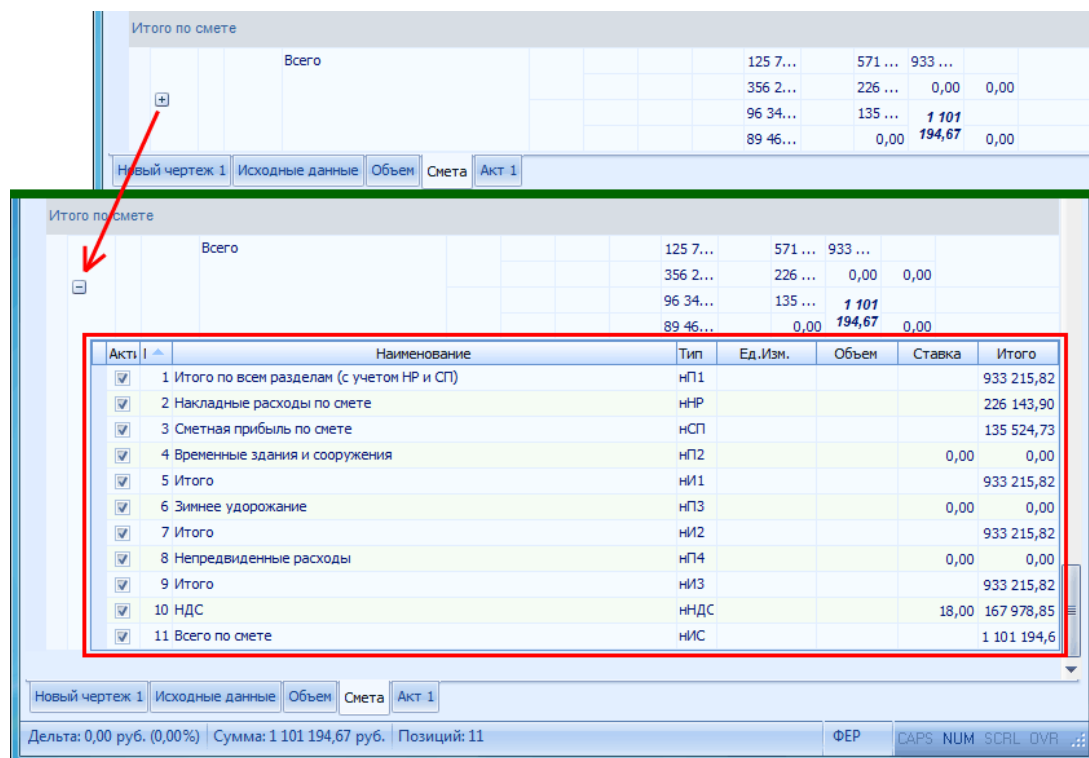 Итого по смете
Всего 125 7... 571 ... 933 ...
356 2... 226 ... 0,00 0,00
96 34... 135 ... 1 101
89 46... 0,00 194,67 0,00
Новый чертеж 1 Исходные данные Объем Смета Акт 1
Итого по смете
Всего 125 7... 571 ... 933 ...
356 2... 226 ... 0,00 0,00
96 34... 135 ... 1 101
89 46... 0,00 194,67 0,00
Акти Наименование Тип Ед.Изм. Объем Ставка Итого
1 Итого по всем разделам (с учетом НР и СП) нП1 933 215,82
2 Накладные расходы по смете нНР 226 143,90
3 Сметная прибыль по смете нСП 135 524,73
4 Временные здания и сооружения нП2 0,00 0,00
5 Итого нИ1 933 215,82
6 Зимнее удорожание нП3 0,00 0,00
7 Итого нИ2 933 215,82
8 Непредвиденные расходы нП4 0,00 0,00
9 Итого нИ3 933 215,82
10 НДС нНДС 18,00 167 978,85
11 Всего по смете нИС 1 101 194,6
Новый чертеж 1 Исходные данные Объем Смета Акт 1
Дельта: 0,00 руб. (0,00%) Сумма: 1 101 194,67 руб. Позиций: 11 ФЕР CAPS NUM SCRL OVR